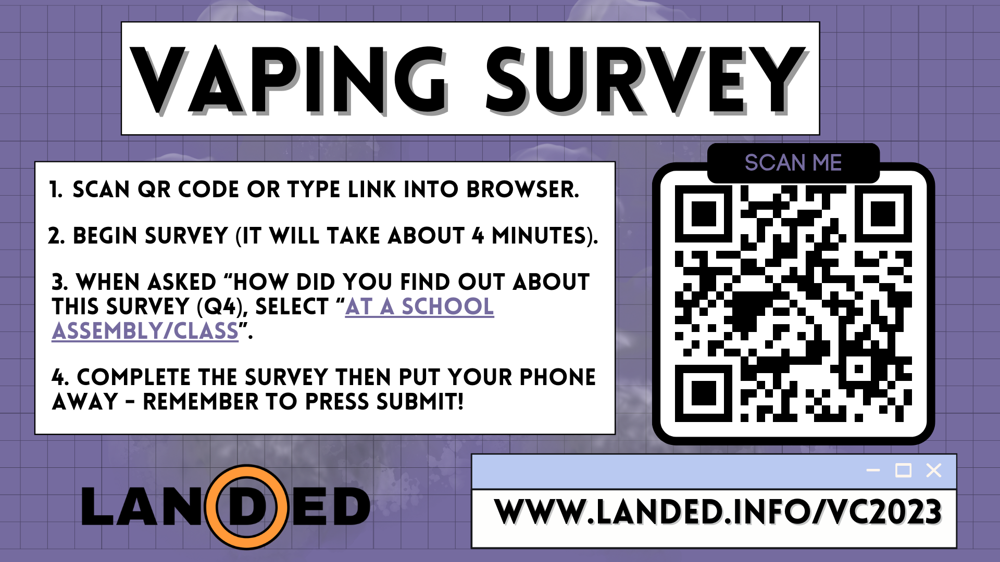 VAPING SURVEY
SCAN ME
1. SCAN QR CODE OR TYPE LINK INTO BROWSER.
2. BEGIN SURVEY (IT WILL TAKE ABOUT 4 MINUTES).
3. WHEN ASKED “HOW DID YOU FIND OUT ABOUT
THIS SURVEY (Q4), SELECT “AT A SCHOOL
ASSEMBLY/CLASS”.
4. COMPLETE THE SURVEY THEN PUT YOUR PHONE
AWAY - REMEMBER TO PRESS SUBMIT!
LANDED
WWW.LANDED.INFO/VC2023